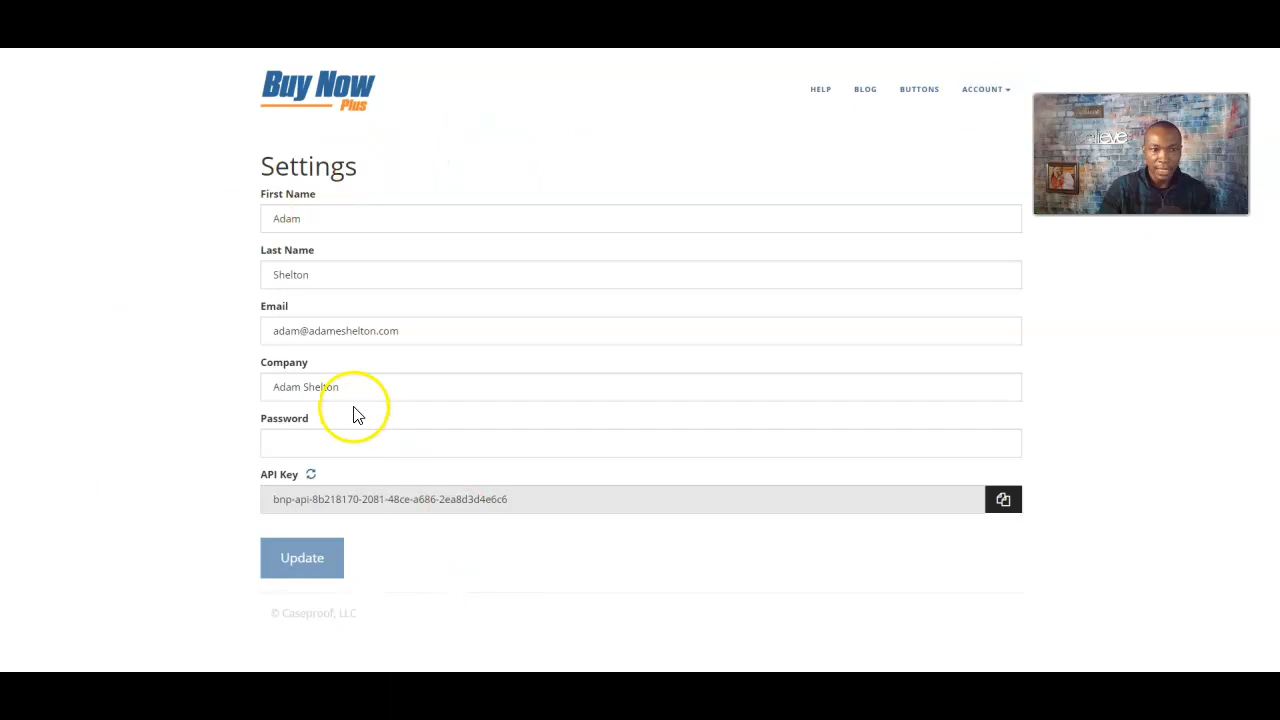 Buy Now
Plus
HELP
BLOG
BUTTONS
ACCOUNT
Settings
First Name
Adam
Last Name
Shelton
Email
adam@adameshelton.com
Company
Adam Shelton
Password
API Key
bnp-api-8b218170-2081-48ce-a686-2ea8d3d4e6c6
Update
© Caseproof, LLC